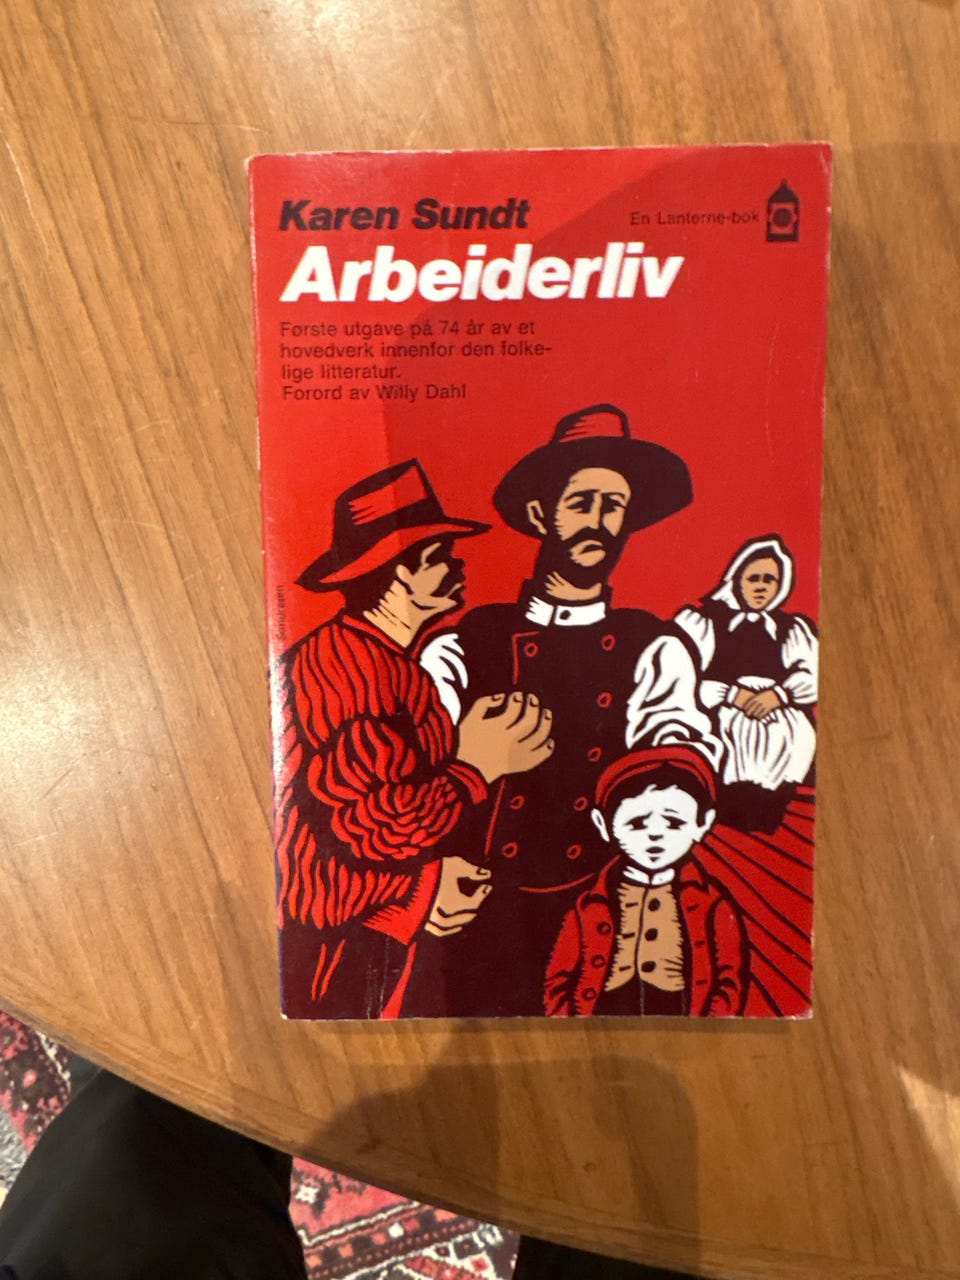 Karen Sundt
En Lanterne-bok
Arbeiderliv
Første utgave på 74 år av et
hovedverk innenfor den folke-
lige litteratur.
Forord av Willy Dahl